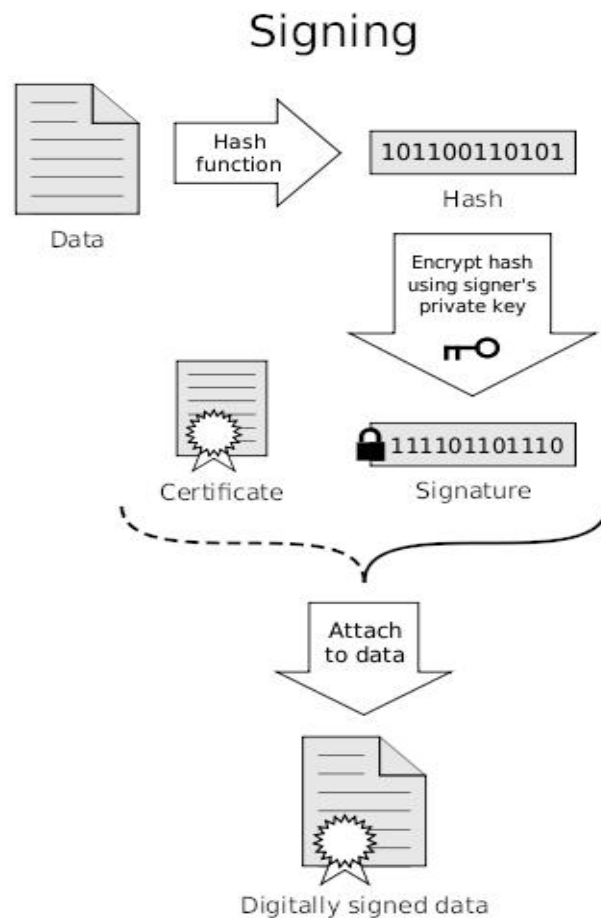 Signing
Hash
function
101100110101
Hash
Data
Encrypt hash
using signer's
private key
111101101110
Certificate
Signature
Attach
to data
Digitally signed data